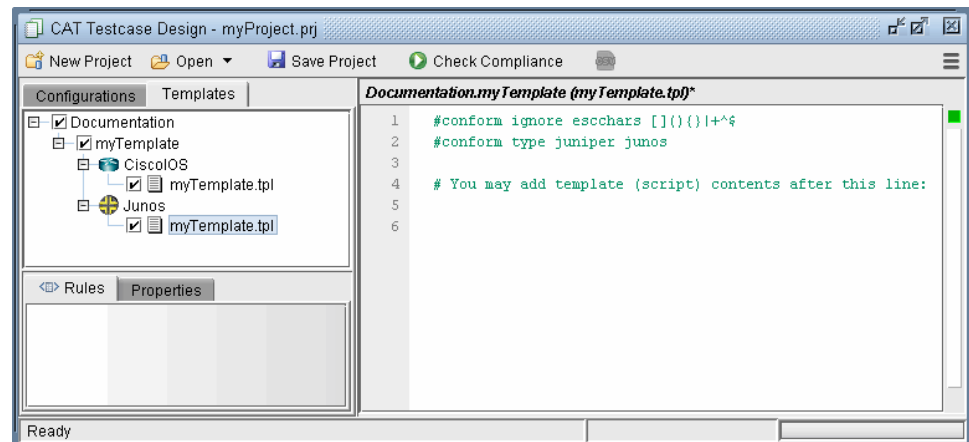 CAT Testcase Design - myProject.prj
New Project Open Save Project Check Compliance
Configurations Templates
Documentation
myTemplate
CiscoIOS
myTemplate.tpl
Junos
myTemplate.tpl
Rules Properties
Documentation.myTemplate (myTemplate.tpl)*
1 #conform ignore escchars [](){}|+^$
2 #conform type juniper junos
3
4 # You may add template (script) contents after this line:
5
6
Ready